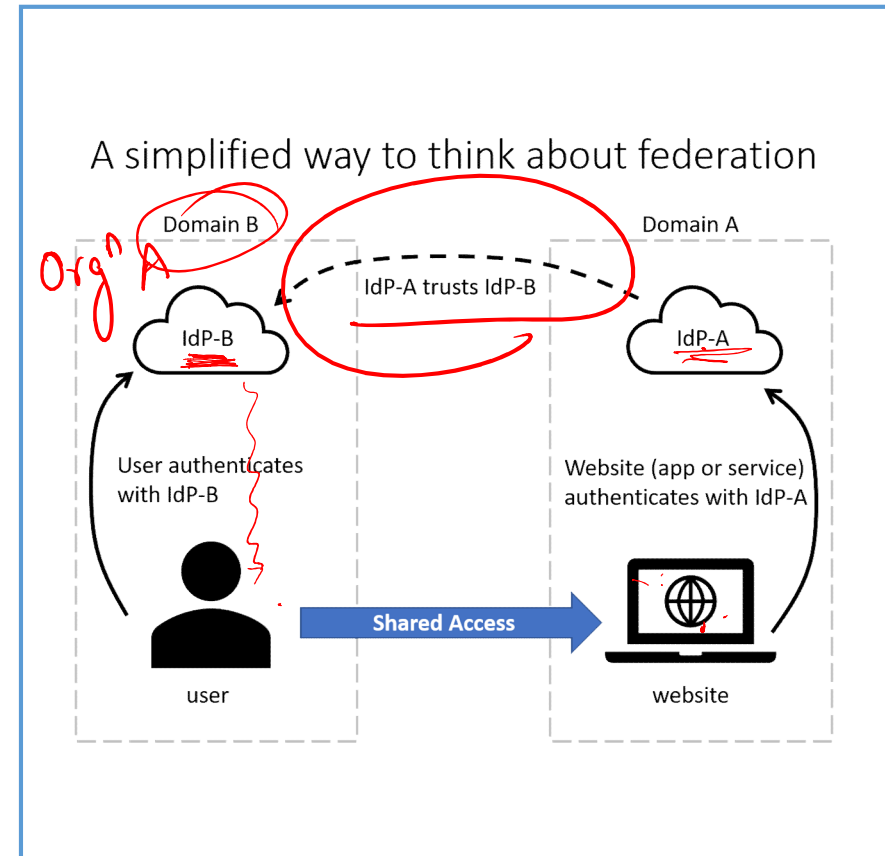 A simplified way to think about federation
Domain B
Domain A
Orgⁿ A
IdP-A trusts IdP-B
IdP-B
IdP-A
User authenticates
with IdP-B
Website (app or service)
authenticates with IdP-A
Shared Access
user
website